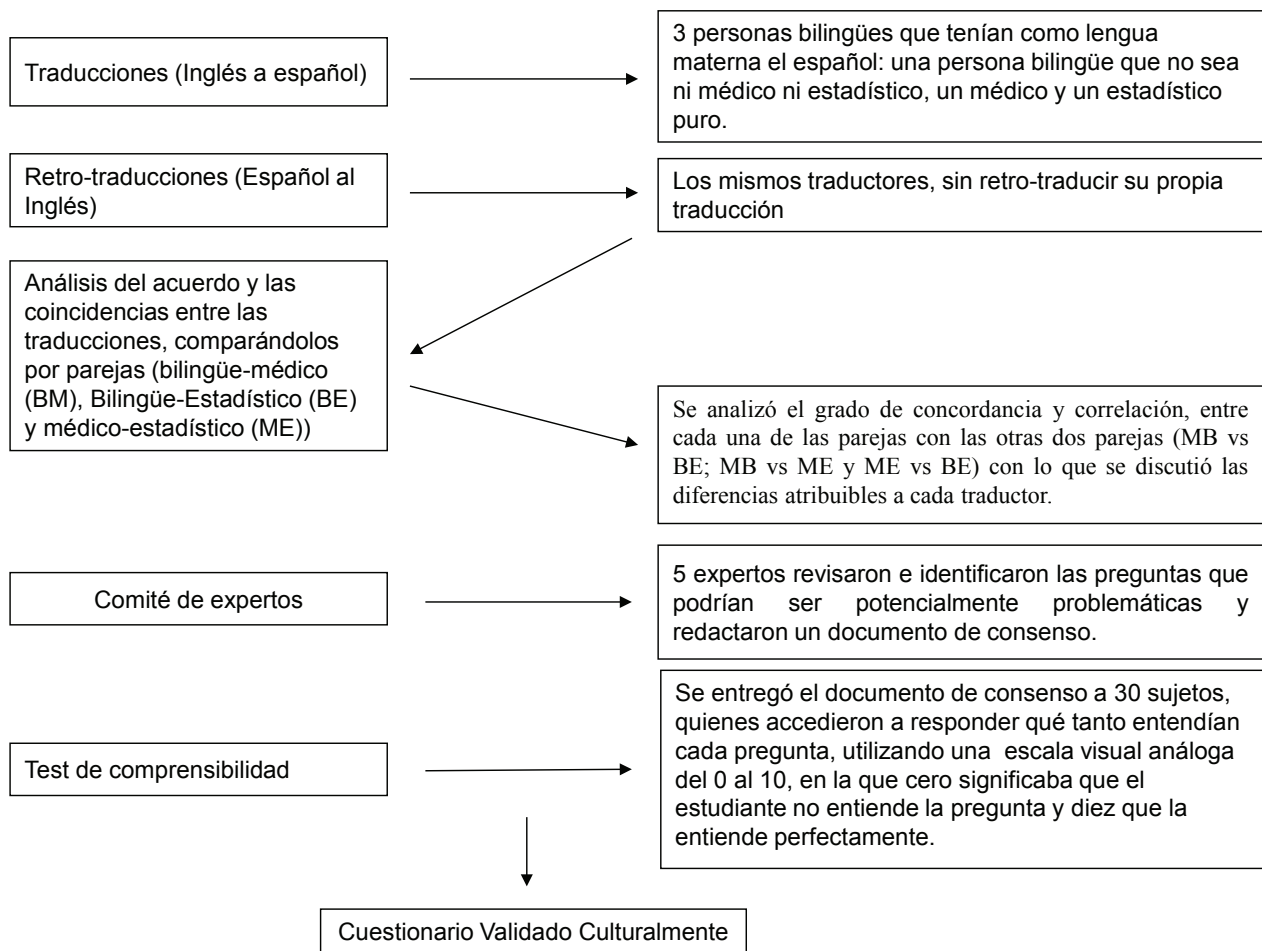 Traducciones (Inglés a español)
3 personas bilingües que tenían como lengua
materna el español: una persona bilingüe que no sea
ni médico ni estadístico, un médico y un estadístico
puro.
Retro-traducciones (Español al
Inglés)
Los mismos traductores, sin retro-traducir su propia
traducción
Análisis del acuerdo y las
coincidencias entre las
traducciones, comparándolos
por parejas (bilingüe-médico
(BM), Bilingüe-Estadístico (BE)
y médico-estadístico (ME))
Se analizó el grado de concordancia y correlación, entre
cada una de las parejas con las otras dos parejas (MB vs
BE; MB vs ME y ME vs BE) con lo que se discutió las
diferencias atribuibles a cada traductor.
Comité de expertos
5 expertos revisaron e identificaron las preguntas que
podrían ser potencialmente problemáticas y
redactaron un documento de consenso.
Test de comprensibilidad
Se entregó el documento de consenso a 30 sujetos,
quienes accedieron a responder qué tanto entendían
cada pregunta, utilizando una escala visual análoga
del 0 al 10, en la que cero significaba que el
estudiante no entiende la pregunta y diez que la
entiende perfectamente.
Cuestionario Validado Culturalmente